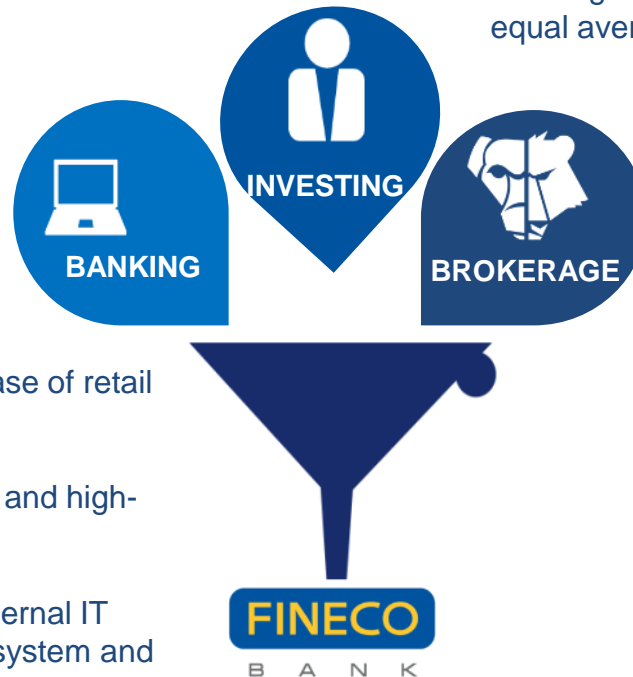 equal aver
INVESTING
BANKING
BROKERAGE
ase of retail
and high-
ernal IT
system and
FINECO
B A N K